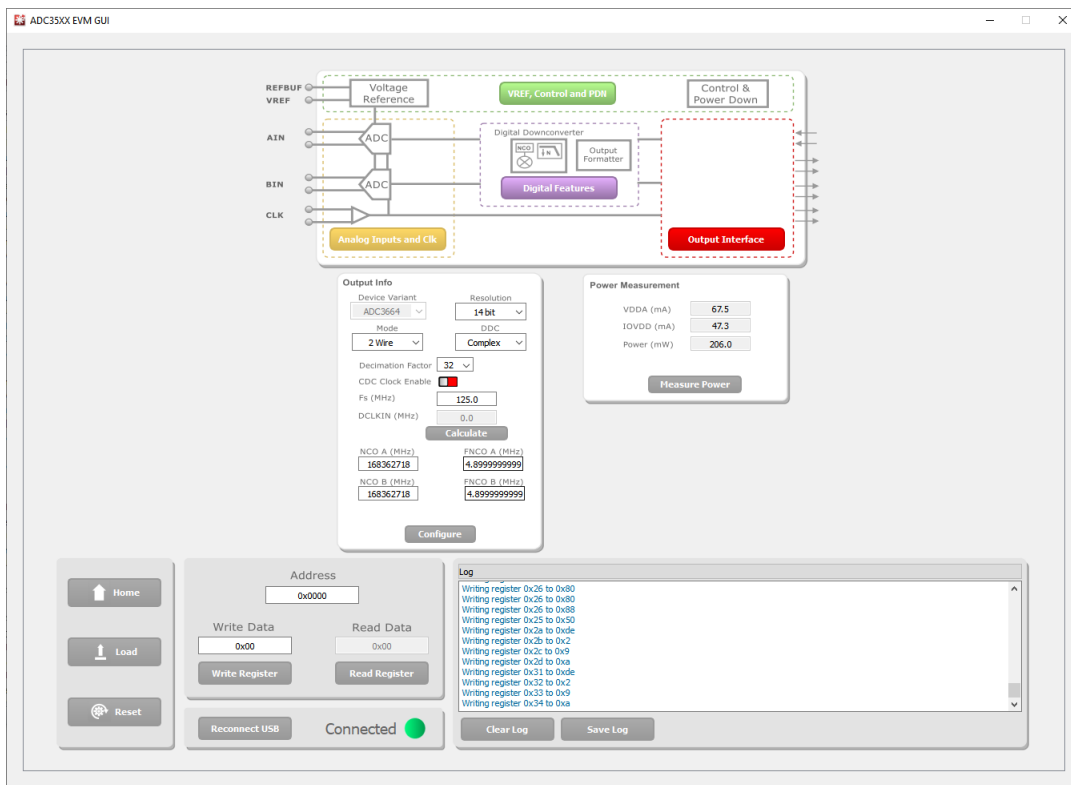 ADC35XX EVM GUI
REFBUF
VREF
Voltage
Reference
VREF, Control and PDN
Control &
Power Down
AIN
ADC
Digital Downconverter
NCO
↓N
Output
Formatter
BIN
ADC
Digital Features
CLK
Analog Inputs and Clk
Output Interface
Output Info
Device Variant
Resolution
ADC3664
14 bit
Mode
DDC
2 Wire
Complex
Decimation Factor
32
CDC Clock Enable
Fs (MHz)
125.0
DCLKIN (MHz)
0.0
Calculate
NCO A (MHz)
FNCO A (MHz)
168362718
4.8999999999
NCO B (MHz)
FNCO B (MHz)
168362718
4.8999999999
Configure
Power Measurement
VDDA (mA)
67.5
IOVDD (mA)
47.3
Power (mW)
206.0
Measure Power
Home
Load
Reset
Address
0x0000
Write Data
Read Data
0x00
0x00
Write Register
Read Register
Reconnect USB
Connected
Log
Writing register 0x26 to 0x80
Writing register 0x26 to 0x80
Writing register 0x26 to 0x88
Writing register 0x25 to 0x50
Writing register 0x2a to 0xde
Writing register 0x2b to 0x2
Writing register 0x2c to 0x9
Writing register 0x2d to 0xa
Writing register 0x31 to 0xde
Writing register 0x32 to 0x2
Writing register 0x33 to 0x9
Writing register 0x34 to 0xa
Clear Log
Save Log